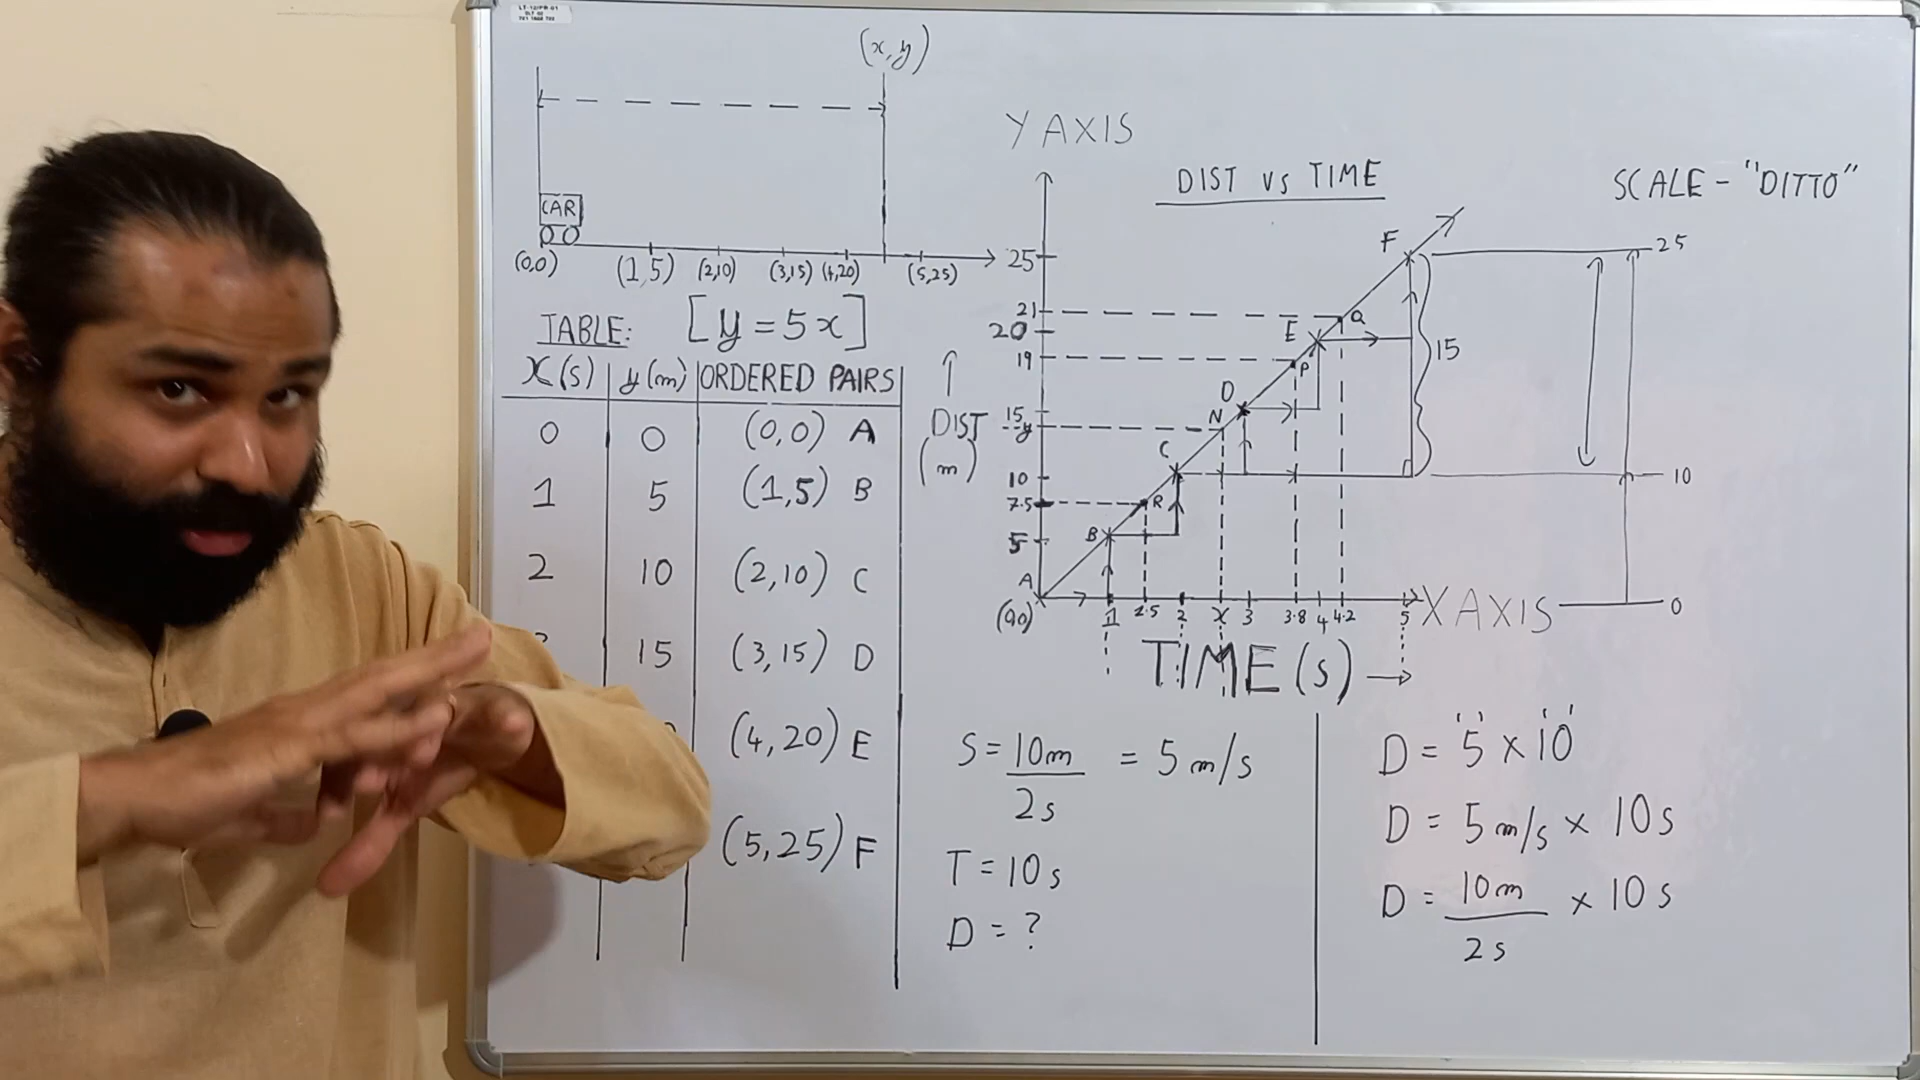 (x,y)
CAR
(0,0) (1,5) (2,10) (3,15) (4,20) (5,25)
TABLE: [y = 5x]
X(s) y(m) ORDERED PAIRS
0 0 (0,0) A
1 5 (1,5) B
2 10 (2,10) C
15 (3,15) D
(4,20) E
(5,25) F
Y AXIS
DIST vs TIME
SCALE - "DITTO"
25
21
20
19
15
y
10
7.5
5
DIST
(m)
A
B
R
C
N
D
P
E
Q
F
15
25
10
0
(0,0) 1 1.5 2 x 3 3.8 4 4.2 5 X AXIS
TIME (s)
S = 10m / 2s = 5 m/s
T = 10s
D = ?
D = 5 x 10
D = 5 m/s x 10s
D = 10m / 2s x 10s